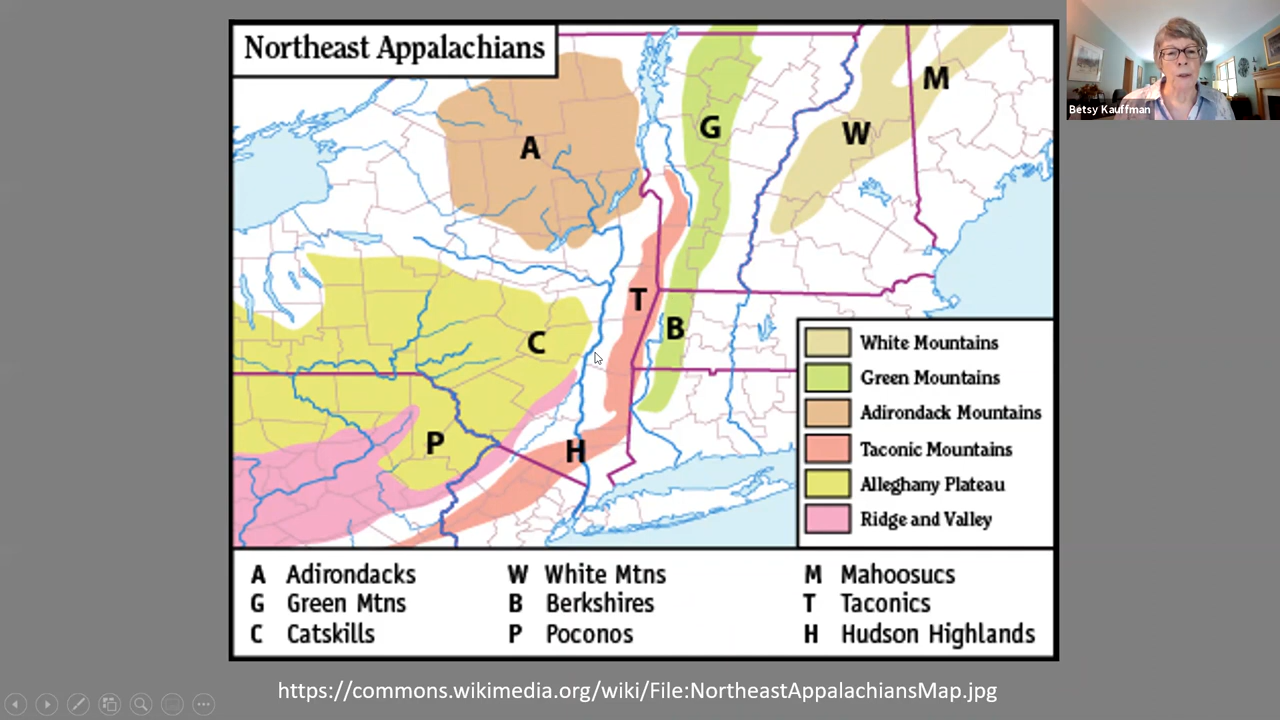 Northeast Appalachians
M
G
W
A
T
B
C
P
H
White Mountains
Green Mountains
Adirondack Mountains
Taconic Mountains
Alleghany Plateau
Ridge and Valley
A Adirondacks
G Green Mtns
C Catskills
W White Mtns
B Berkshires
P Poconos
M Mahoosucs
T Taconics
H Hudson Highlands
https://commons.wikimedia.org/wiki/File:NortheastAppalachiansMap.jpg
Betsy Kauffman